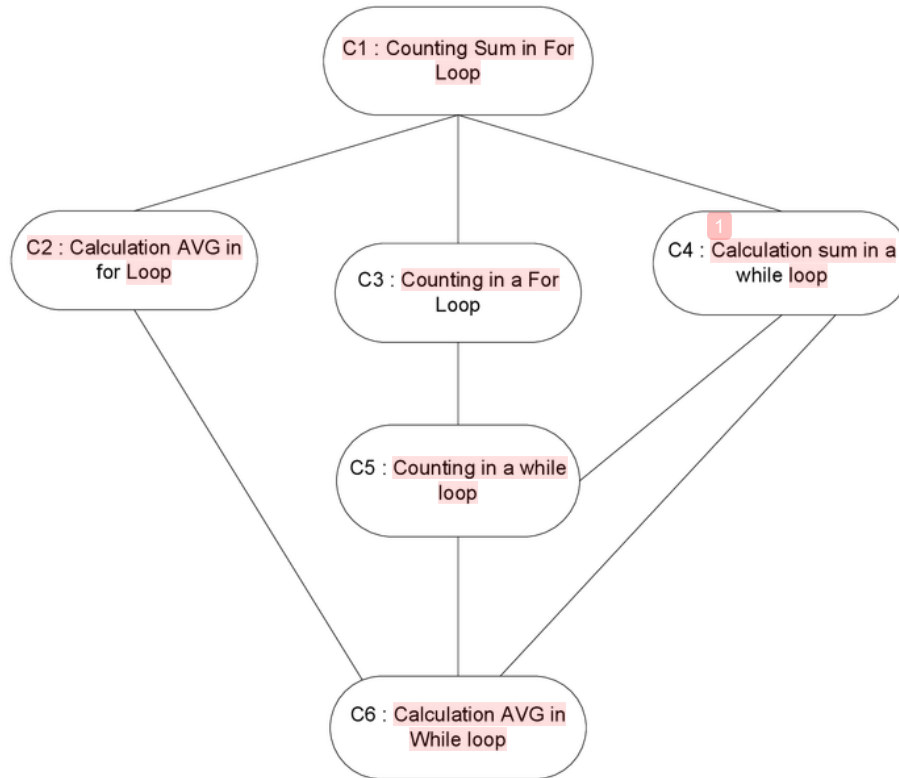 C1 : Counting Sum in For
Loop
C2 : Calculation AVG in
for Loop
C3 : Counting in a For
Loop
1
C4 : Calculation sum in a
while loop
C5 : Counting in a while
loop
C6 : Calculation AVG in
While loop